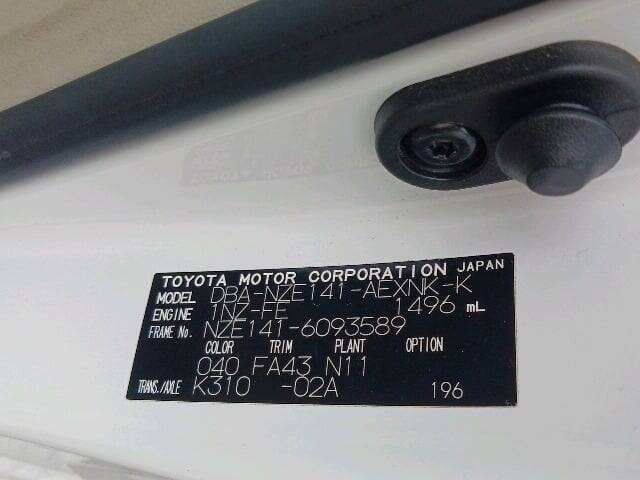 TOYOTA MOTOR CORPORATION JAPAN
MODEL DBA-NZE141-AEXNK-K
ENGINE 1NZ-FE 1496 mL
FRAME No. NZE141-6093589
COLOR TRIM PLANT OPTION
040 FA43 N11
TRANS./AXLE K310 -02A 196